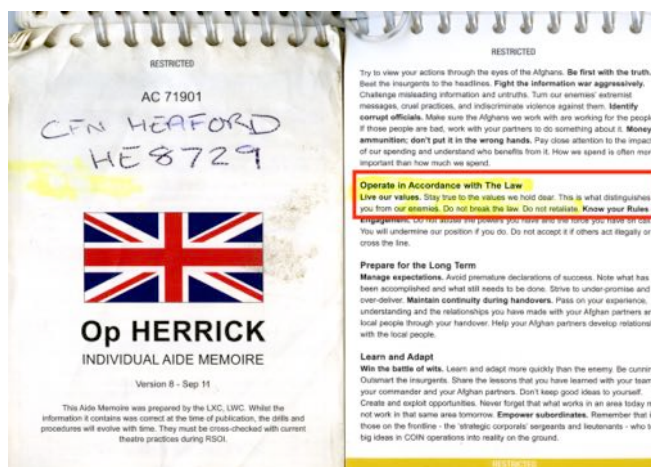 RESTRICTED
AC 71901
CFN HEAFORD
HE8729
Op HERRICK
INDIVIDUAL AIDE MEMOIRE
Version 8 - Sep 11
This Aide Memoire was prepared by the LXC, LWC. Whilst the
information it contains was correct at the time of publication, the drills and
procedures will evolve with time. They must be cross-checked with current
theatre practices during RSOI.
RESTRICTED
Try to view your actions through the eyes of the Afghans. Be first with the truth.
Beat the insurgents to the headlines. Fight the information war aggressively.
Challenge misleading information and untruths. Turn our enemies' extremist
messages, cruel practices, and indiscriminate violence against them. Identify
corrupt officials. Make sure the Afghans we work with are working for the people
If those people are bad, work with your partners to do something about it. Money
ammunition; don't put it in the wrong hands. Pay close attention to the impact
of our spending and understand who benefits from it. How we spend is often mor
important than how much we spend.
Operate in Accordance with The Law
Live our values. Stay true to the values we hold dear. This is what distinguishes
you from our enemies. Do not break the law. Do not retaliate. Know your Rules
Engagement. Do not abuse the powers you have and the force you have on call
You will undermine our position if you do. Do not accept it if others act illegally or
cross the line.
Prepare for the Long Term
Manage expectations. Avoid premature declarations of success. Note what has
been accomplished and what still needs to be done. Strive to under-promise and
over-deliver. Maintain continuity during handovers. Pass on your experience,
understanding and the relationships you have made with your Afghan partners an
local people through your handover. Help your Afghan partners develop relations
with the local people.
Learn and Adapt
Win the battle of wits. Learn and adapt more quickly than the enemy. Be cunnin
Outsmart the insurgents. Share the lessons that you have learned with your team
your commander and your Afghan partners. Don't keep good ideas to yourself.
Create and exploit opportunities. Never forget that what works in an area today m
not work in that same area tomorrow. Empower subordinates. Remember that i
those on the frontline - the 'strategic corporals' sergeants and lieutenants - who t
big ideas in COIN operations into reality on the ground.
RESTRICTED